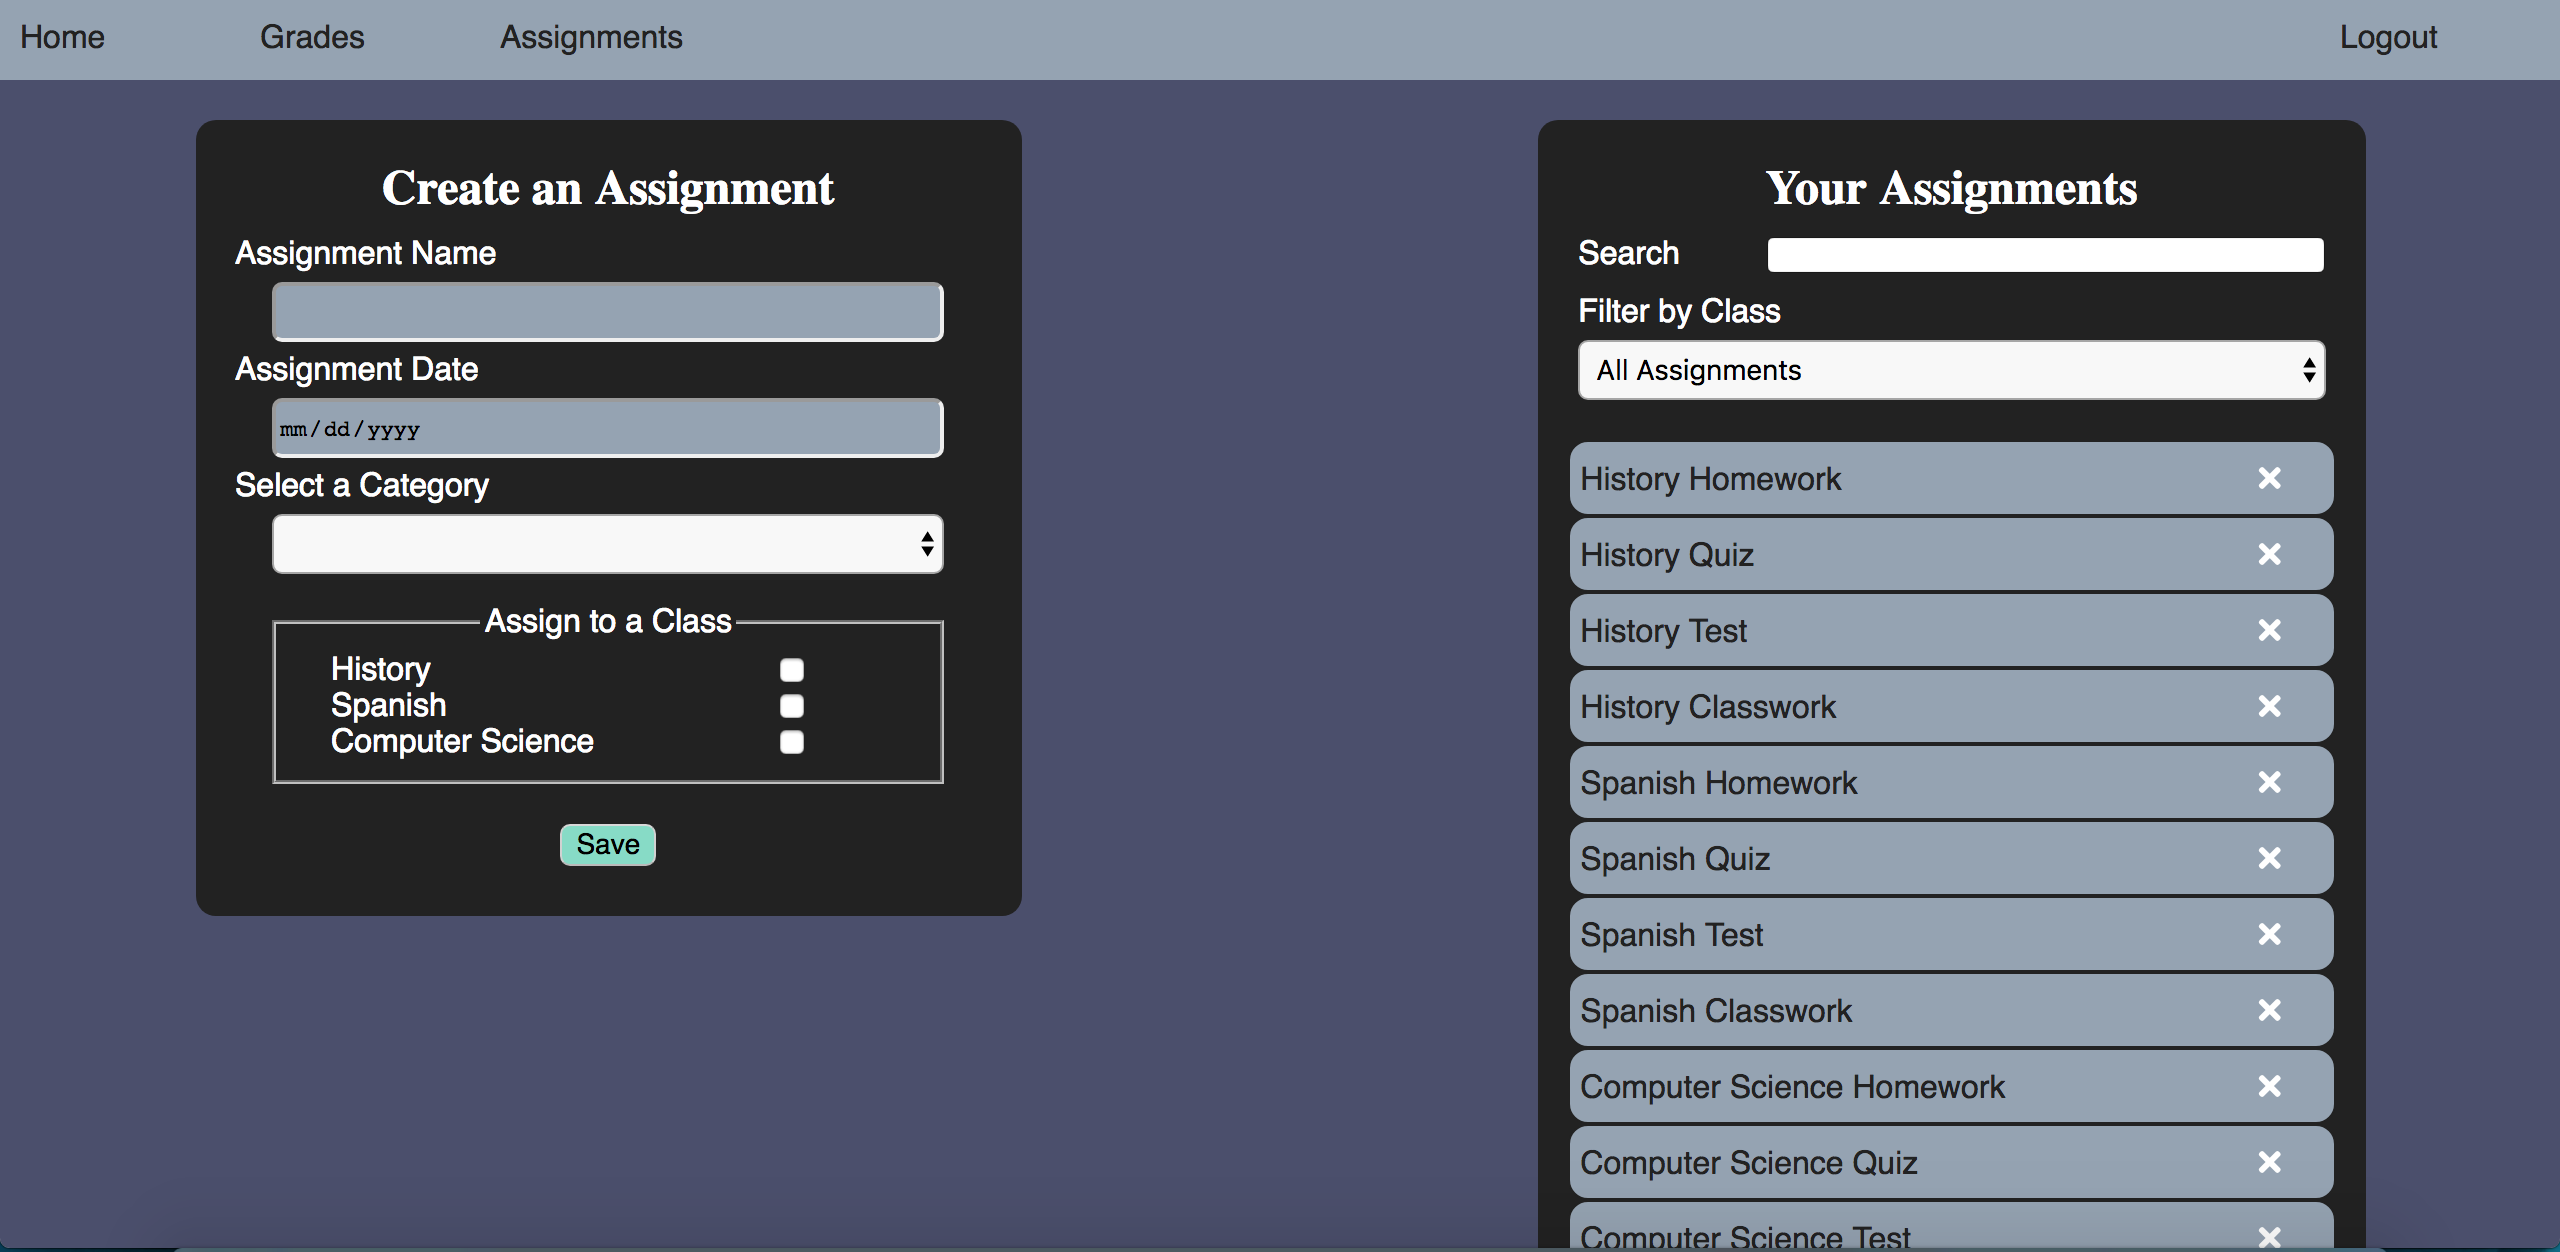 Home Grades Assignments Logout
Create an Assignment
Assignment Name
Assignment Date
mm/dd/yyyy
Select a Category
Assign to a Class
History
Spanish
Computer Science
Save
Your Assignments
Search
Filter by Class
All Assignments
History Homework
History Quiz
History Test
History Classwork
Spanish Homework
Spanish Quiz
Spanish Test
Spanish Classwork
Computer Science Homework
Computer Science Quiz
Computer Science Test